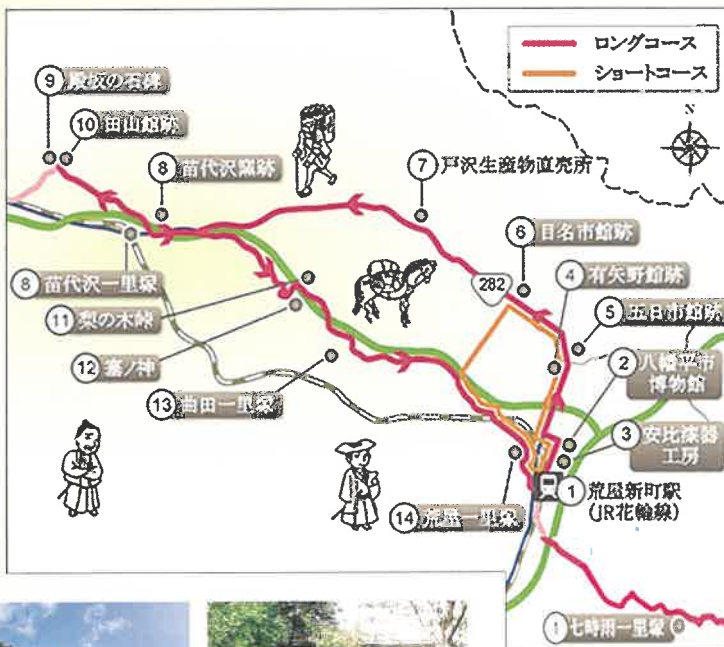 ロングコース
ショートコース
N
⑨ 殿坂の石碑
⑩ 田山館跡
⑧ 苗代沢窯跡
⑦ 戸沢生産物直売所
⑥ 目名市館跡
282
④ 有矢野館跡
⑤ 五日市館跡
⑧ 苗代沢一里塚
⑪ 梨の木峠
② 八幡平市
博物館
⑫ 塞ノ神
③ 安比漆器
工房
⑬ 曲田一里塚
① 荒屋新町駅
(JR花輪線)
⑭ 荒屋一里塚
① 七時雨一里塚